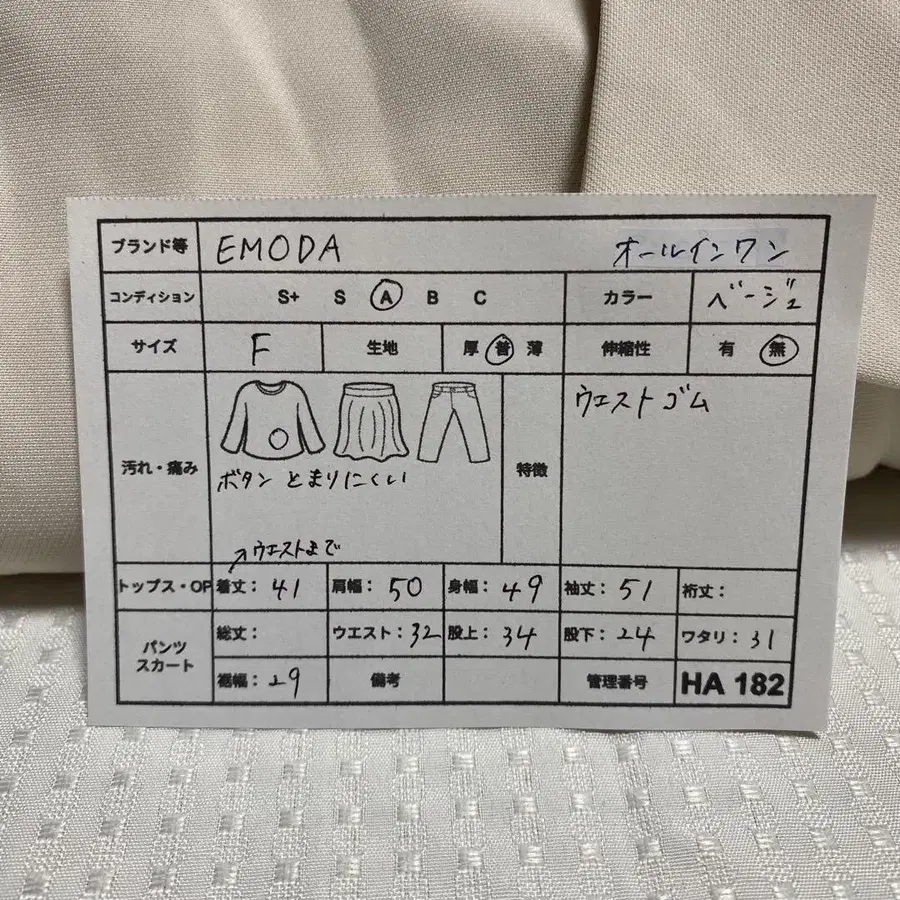 ブランド等 EMODA オールインワン
コンディション S+ S A B C カラー ベージュ
サイズ F 生地 厚 普 薄 伸縮性 有 無
汚れ・痛み ボタン とまりにくい 特徴 ウエストゴム
↗ウエストまで
トップス・OP 着丈：41 肩幅：50 身幅：49 袖丈：51 裄丈：
パンツ スカート 総丈： ウエスト：32 股上：34 股下：24 ワタリ：31
裾幅：29 備考 管理番号 HA 182